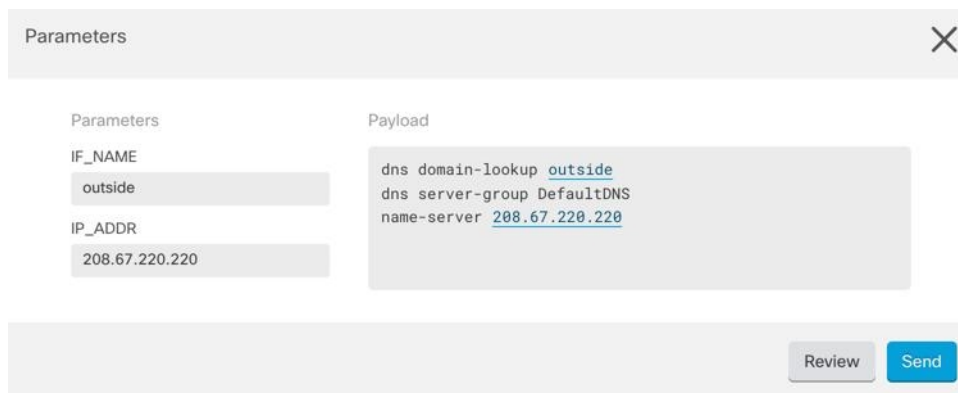 Parameters
Parameters
IF_NAME
outside
IP_ADDR
208.67.220.220
Payload
dns domain-lookup outside
dns server-group DefaultDNS
name-server 208.67.220.220
Review
Send